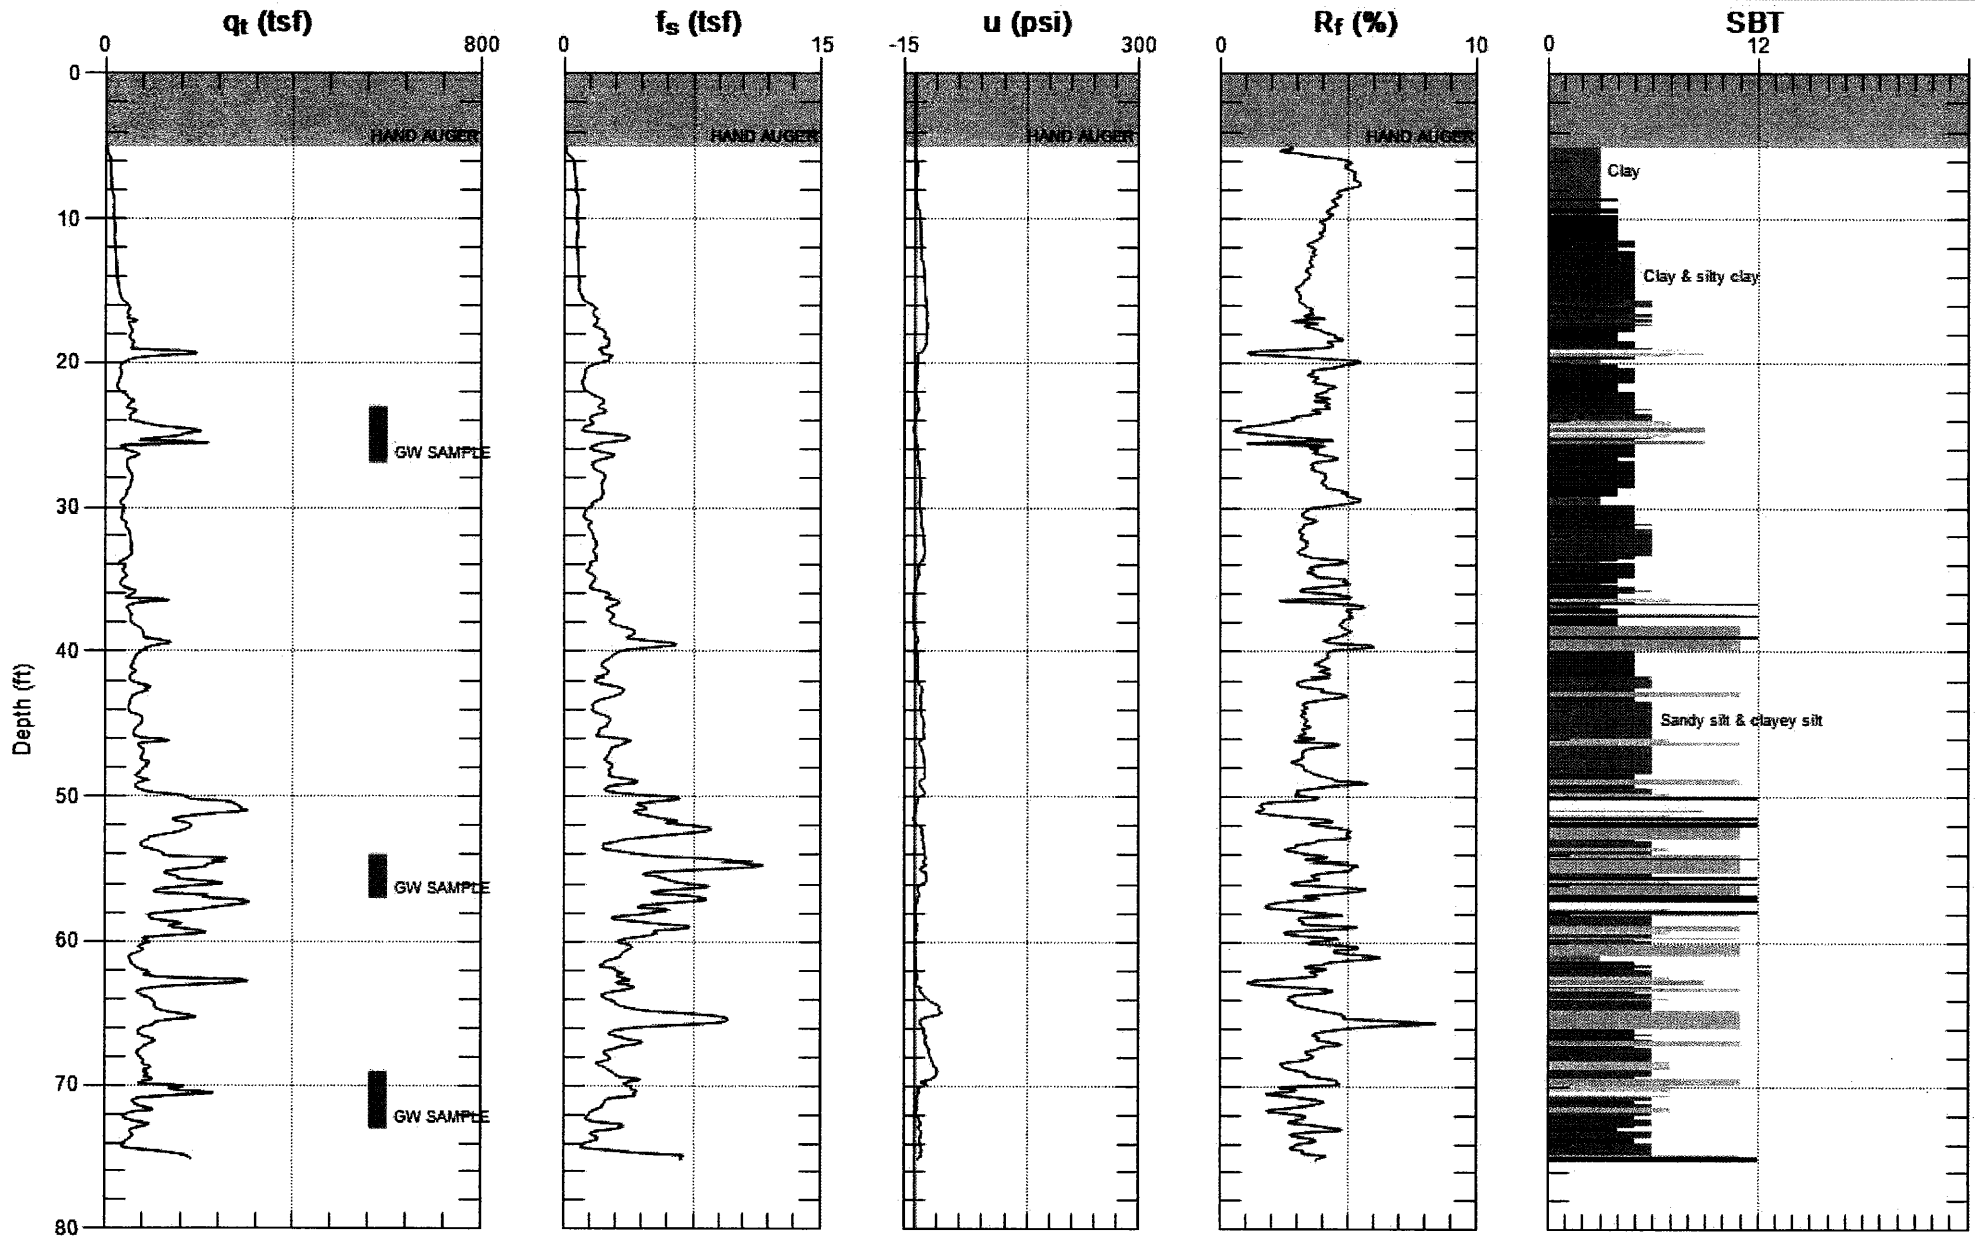 qt (tsf) fs (tsf) u (psi) Rf (%) SBT
0 800 0 15 -15 300 0 10 0 12
0
HAND AUGER HAND AUGER HAND AUGER HAND AUGER
Clay
10
Clay & silty clay
20
GW SAMPLE
30
40
Depth (ft)
Sandy silt & clayey silt
50
GW SAMPLE
60
70
GW SAMPLE
80